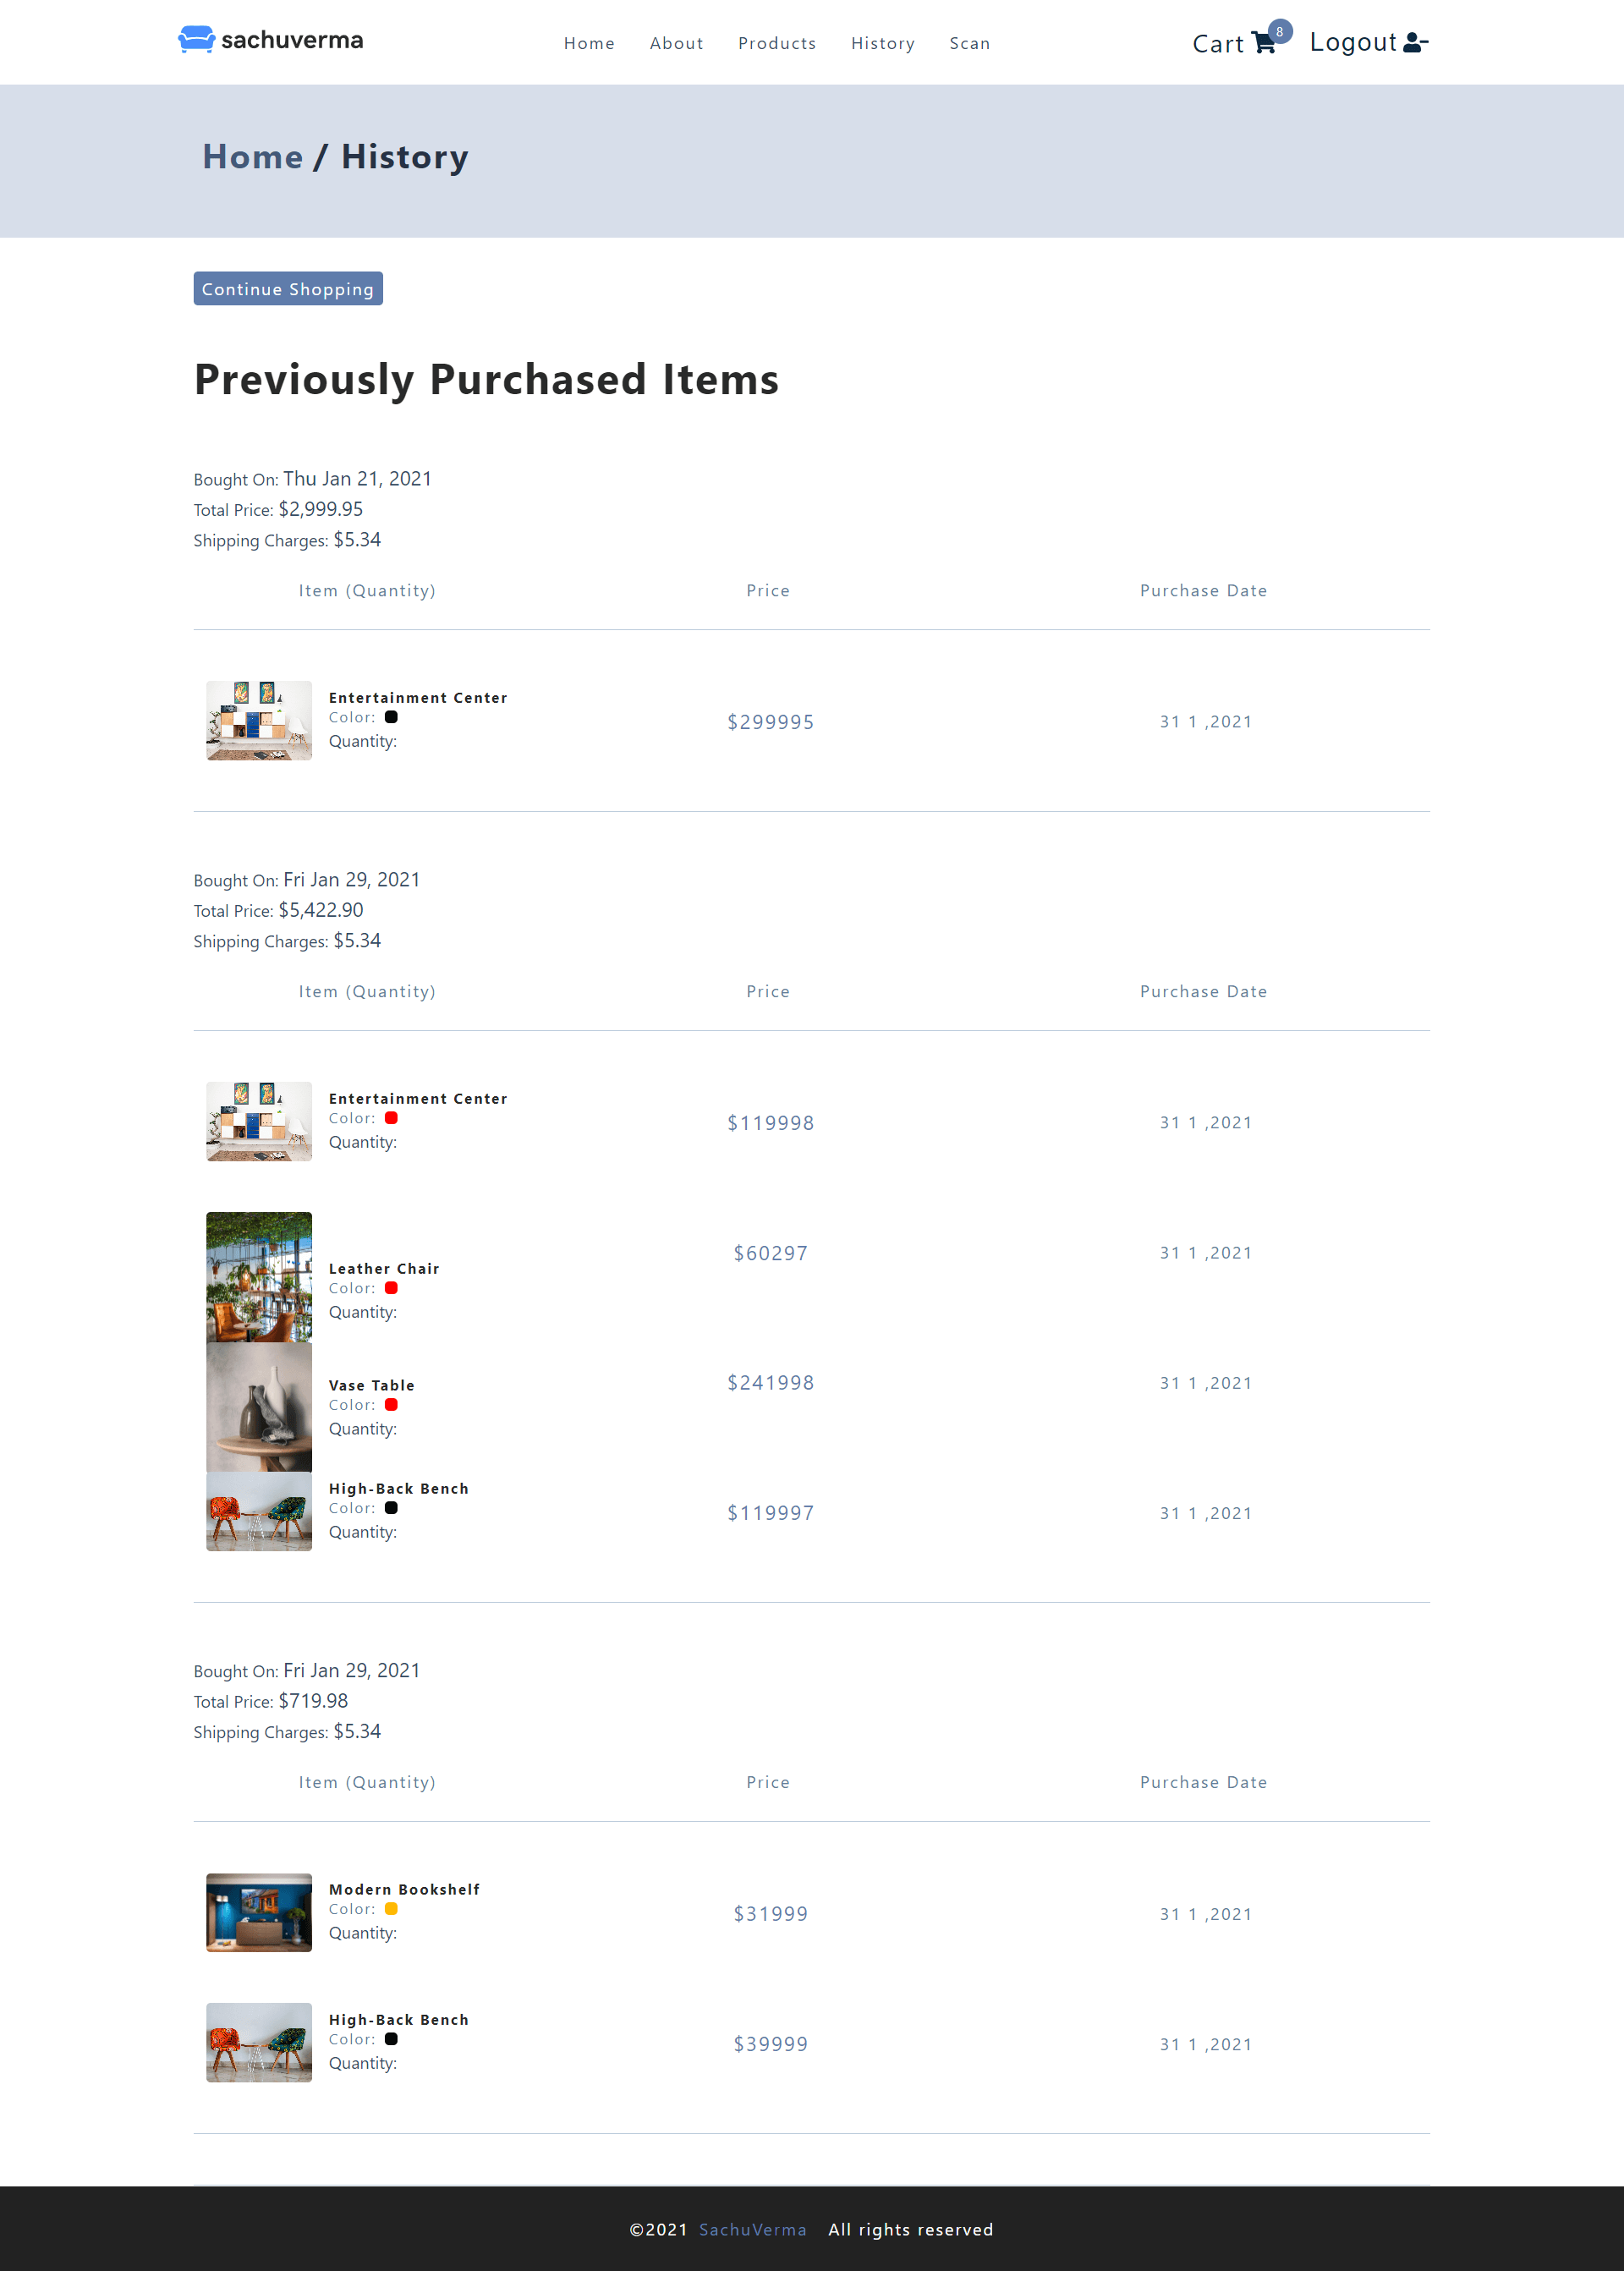 sachuverma
Home About Products History Scan
Cart 8 Logout
Home / History
Continue Shopping
Previously Purchased Items
Bought On: Thu Jan 21, 2021
Total Price: $2,999.95
Shipping Charges: $5.34
Item (Quantity) Price Purchase Date
Entertainment Center
Color:
Quantity:
$299995
31 1 ,2021
Bought On: Fri Jan 29, 2021
Total Price: $5,422.90
Shipping Charges: $5.34
Item (Quantity) Price Purchase Date
Entertainment Center
Color:
Quantity:
$119998
31 1 ,2021
Leather Chair
Color:
Quantity:
$60297
31 1 ,2021
Vase Table
Color:
Quantity:
$241998
31 1 ,2021
High-Back Bench
Color:
Quantity:
$119997
31 1 ,2021
Bought On: Fri Jan 29, 2021
Total Price: $719.98
Shipping Charges: $5.34
Item (Quantity) Price Purchase Date
Modern Bookshelf
Color:
Quantity:
$31999
31 1 ,2021
High-Back Bench
Color:
Quantity:
$39999
31 1 ,2021
©2021 SachuVerma All rights reserved